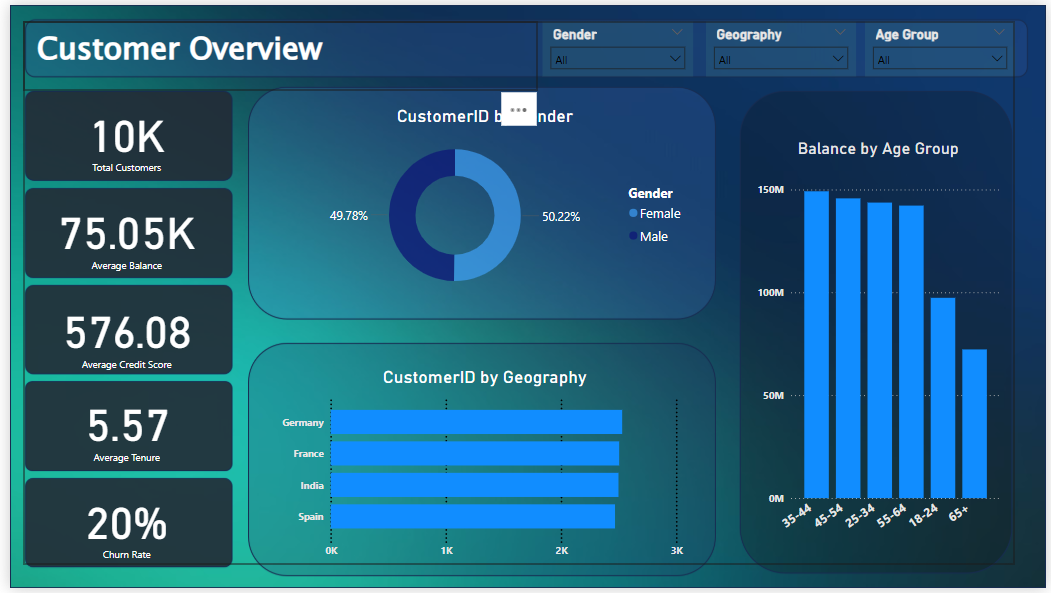 Customer Overview
Gender
All
Geography
All
Age Group
All
10K
Total Customers
75.05K
Average Balance
576.08
Average Credit Score
5.57
Average Tenure
20%
Churn Rate
CustomerID b nder
49.78%
50.22%
Gender
Female
Male
CustomerID by Geography
Germany
France
India
Spain
0K
1K
2K
3K
Balance by Age Group
150M
100M
50M
0M
35-44
45-54
25-34
55-64
18-24
65+